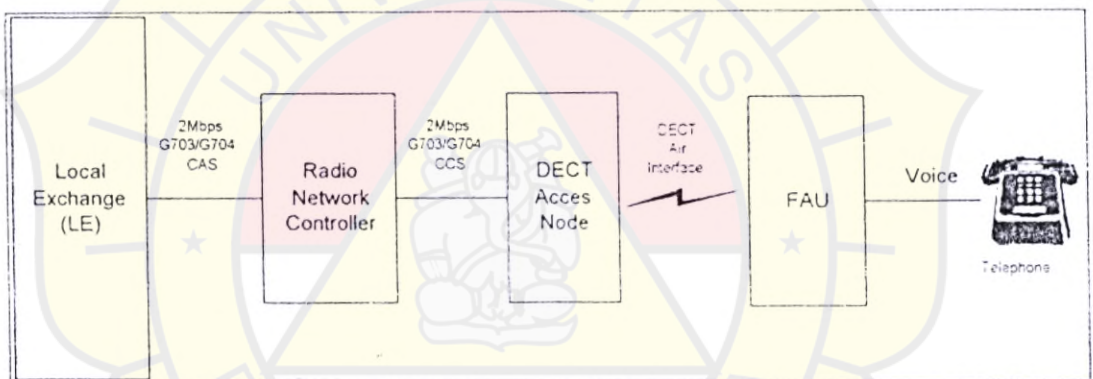 UNIVERSITAS
Local
Exchange
(LE)
2Mbps
G703/G704
CAS
Radio
Network
Controller
2Mbps
G703/G704
CCS
DECT
Acces
Node
DECT
Air
Interface
FAU
Voice
Telephone